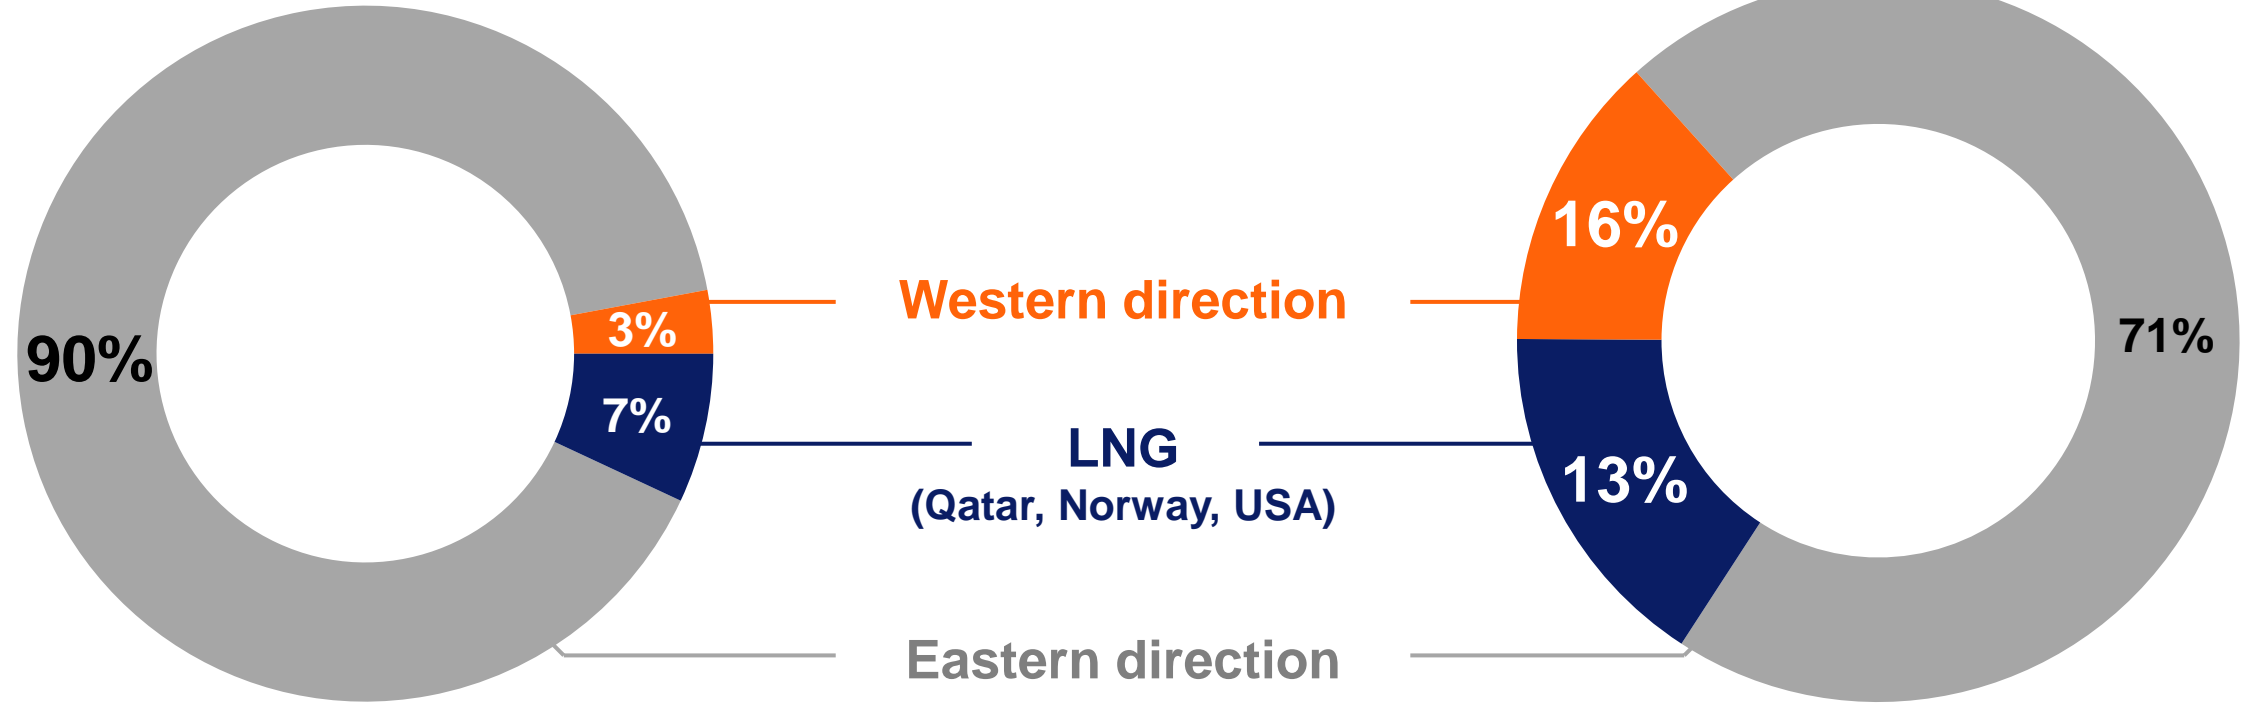 16%
Western direction
3%
71%
90%
7%
LNG
13%
(Qatar, Norway, USA)
Eastern direction